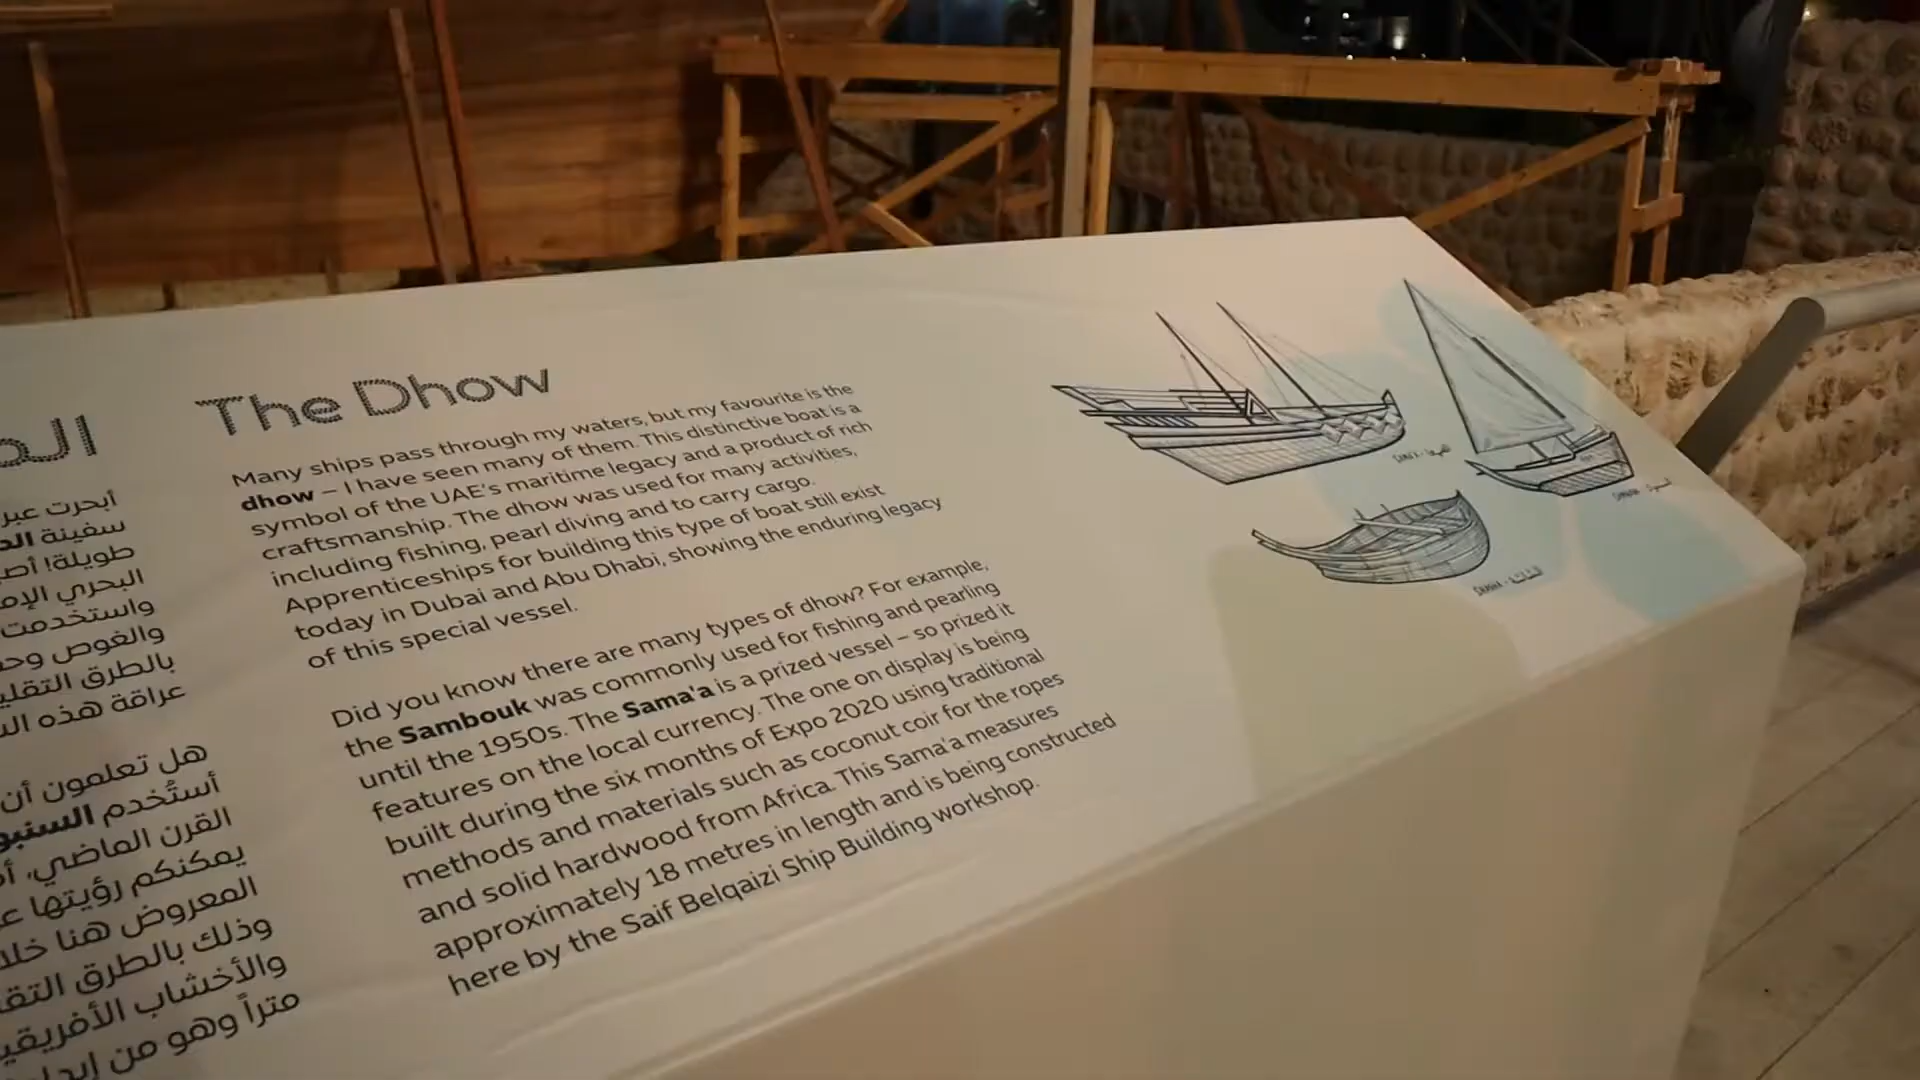 The Dhow
Many ships pass through my waters, but my favourite is the
dhow – I have seen many of them. This distinctive boat is a
symbol of the UAE's maritime legacy and a product of rich
craftsmanship. The dhow was used for many activities,
including fishing, pearl diving and to carry cargo.
Apprenticeships for building this type of boat still exist
today in Dubai and Abu Dhabi, showing the enduring legacy
of this special vessel.
Did you know there are many types of dhow? For example,
the Sambouk was commonly used for fishing and pearling
until the 1950s. The Sama'a is a prized vessel – so prized it
features on the local currency. The one on display is being
built during the six months of Expo 2020 using traditional
methods and materials such as coconut coir for the ropes
and solid hardwood from Africa. This Sama'a measures
approximately 18 metres in length and is being constructed
here by the Saif Belqaizi Ship Building workshop.
أبحرت عبر
سفينة
طويلة!
البحري
واستخدمت
والغوص
بالطرق
عراقة هذه
هل تعلمون أن
أستُخدم
القرن الماضي،
يمكنكم رؤيتها
المعروض هنا
وذلك بالطرق
والأخشاب
متراً وهو من